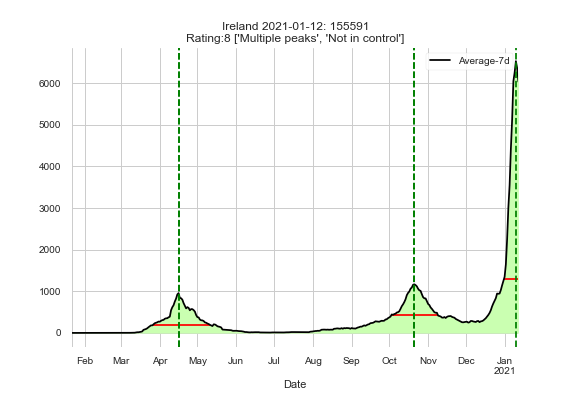 Ireland 2021-01-12: 155591
Rating:8 ['Multiple peaks', 'Not in control']
Average-7d
6000
5000
4000
3000
2000
1000
0
Feb Mar Apr May Jun Jul Aug Sep Oct Nov Dec Jan
2021
Date